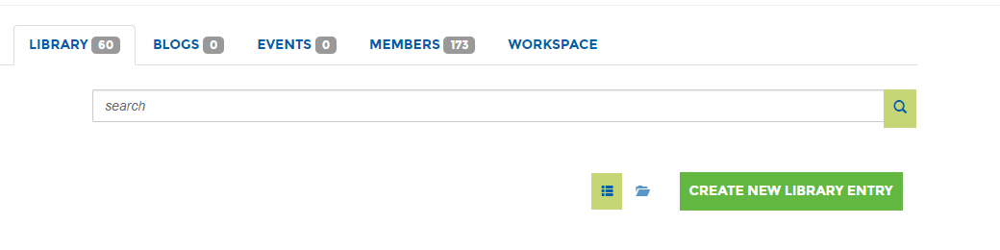 LIBRARY 60 BLOGS 0 EVENTS 0 MEMBERS 173 WORKSPACE
search
CREATE NEW LIBRARY ENTRY